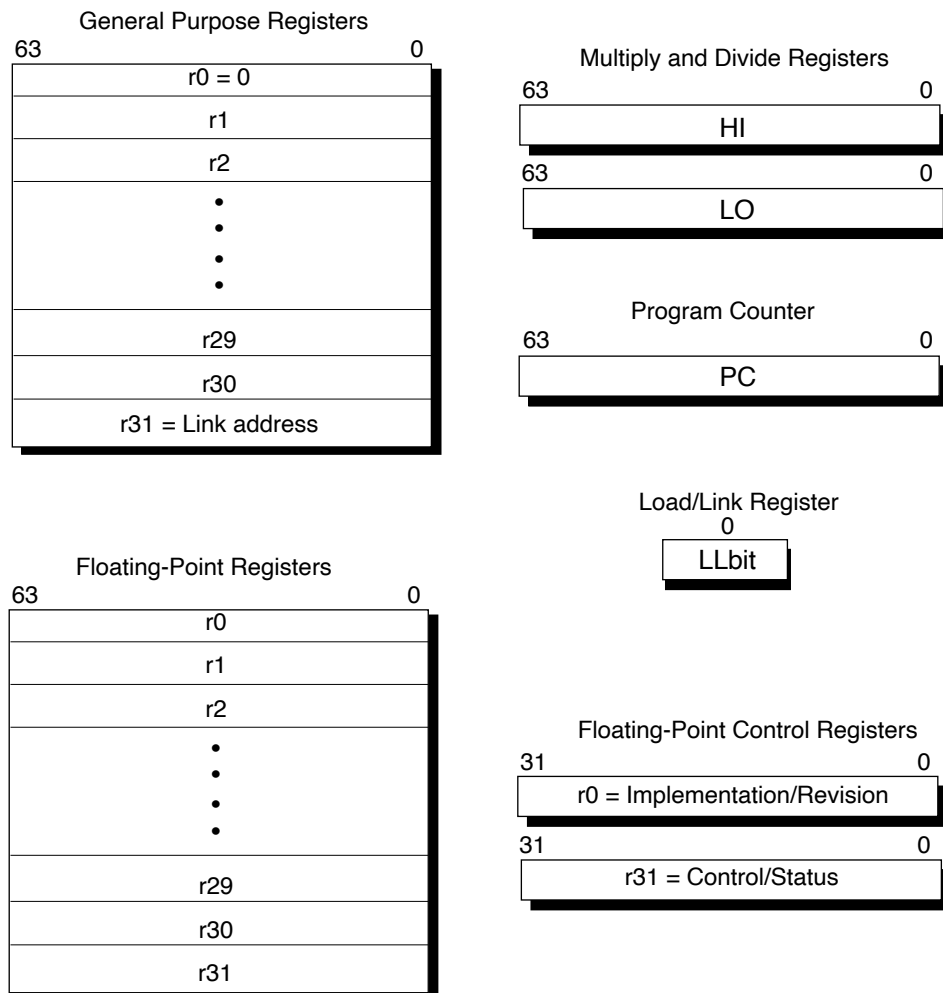 General Purpose Registers
63 0
r0 = 0
r1
r2
r29
r30
r31 = Link address
Multiply and Divide Registers
63 0
HI
63 0
LO
Program Counter
63 0
PC
Load/Link Register
0
LLbit
Floating-Point Registers
63 0
r0
r1
r2
r29
r30
r31
Floating-Point Control Registers
31 0
r0 = Implementation/Revision
31 0
r31 = Control/Status